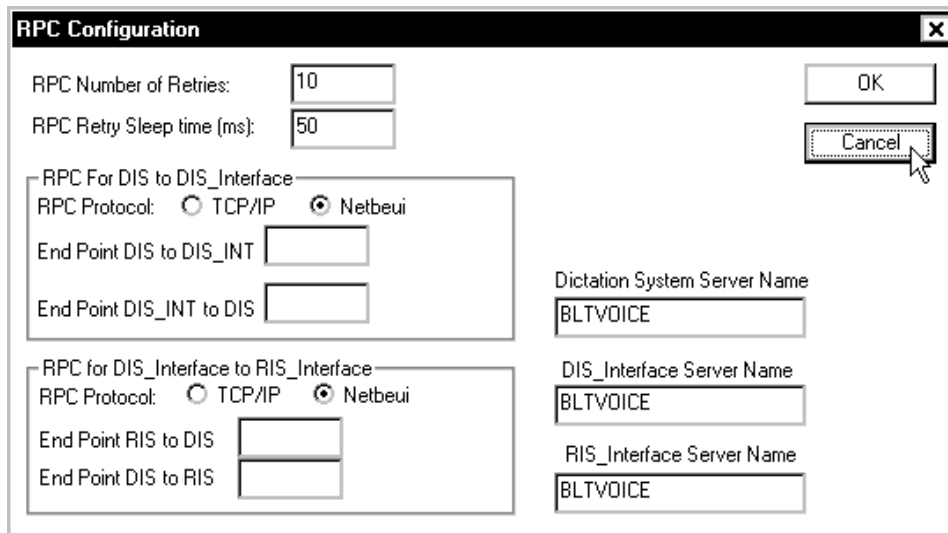 RPC Configuration
RPC Number of Retries: 10
RPC Retry Sleep time (ms): 50
OK
Cancel
RPC For DIS to DIS_Interface
RPC Protocol: TCP/IP Netbeui
End Point DIS to DIS_INT
End Point DIS_INT to DIS
RPC for DIS_Interface to RIS_Interface
RPC Protocol: TCP/IP Netbeui
End Point RIS to DIS
End Point DIS to RIS
Dictation System Server Name
BLTVOICE
DIS_Interface Server Name
BLTVOICE
RIS_Interface Server Name
BLTVOICE